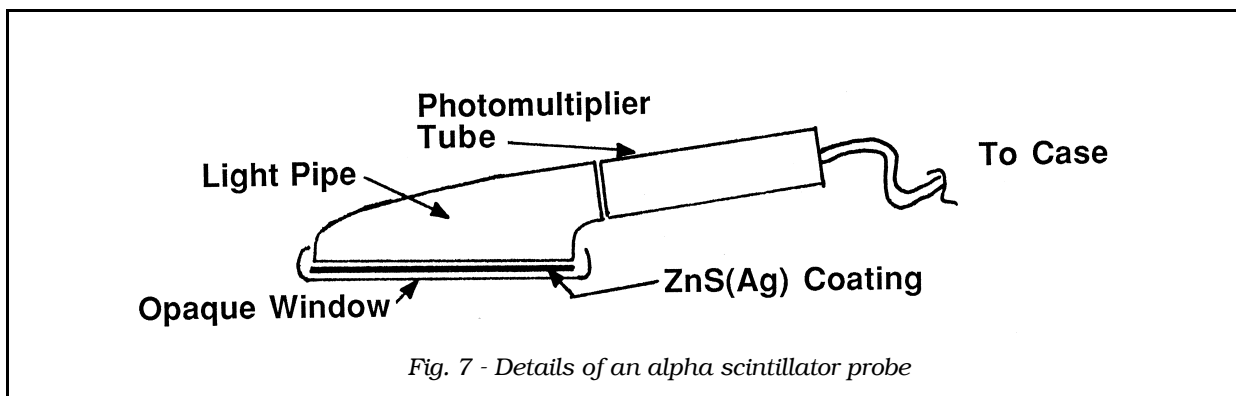 Photomultiplier
Tube
Light Pipe
To Case
ZnS(Ag) Coating
Opaque Window
Fig. 7 - Details of an alpha scintillator probe